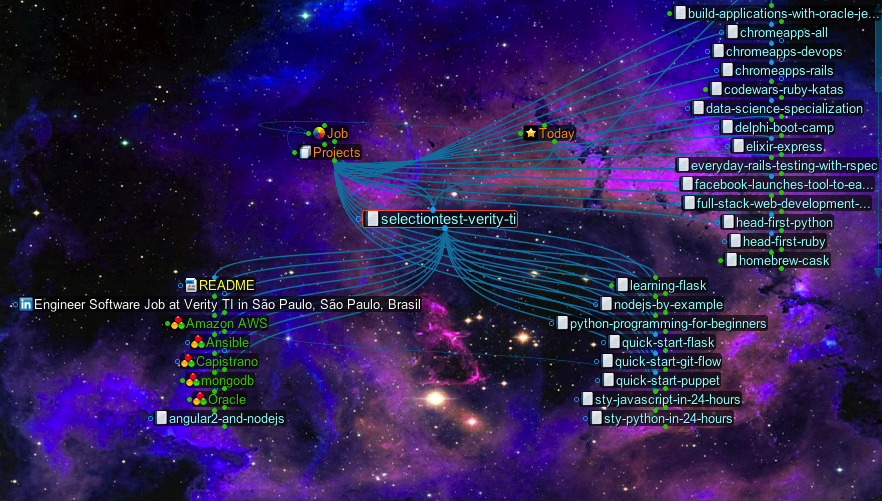 Job
Projects
Today
selectiontest-verity-ti
README
Engineer Software Job at Verity TI in São Paulo, São Paulo, Brasil
Amazon AWS
Ansible
Capistrano
mongodb
Oracle
angular2-and-nodejs
learning-flask
nodejs-by-example
python-programming-for-beginners
quick-start-flask
quick-start-git-flow
quick-start-puppet
sty-javascript-in-24-hours
sty-python-in-24-hours
build-applications-with-oracle-je...
chromeapps-all
chromeapps-devops
chromeapps-rails
codewars-ruby-katas
data-science-specialization
delphi-boot-camp
elixir-express
everyday-rails-testing-with-rspec
facebook-launches-tool-to-ea...
full-stack-web-development-...
head-first-python
head-first-ruby
homebrew-cask